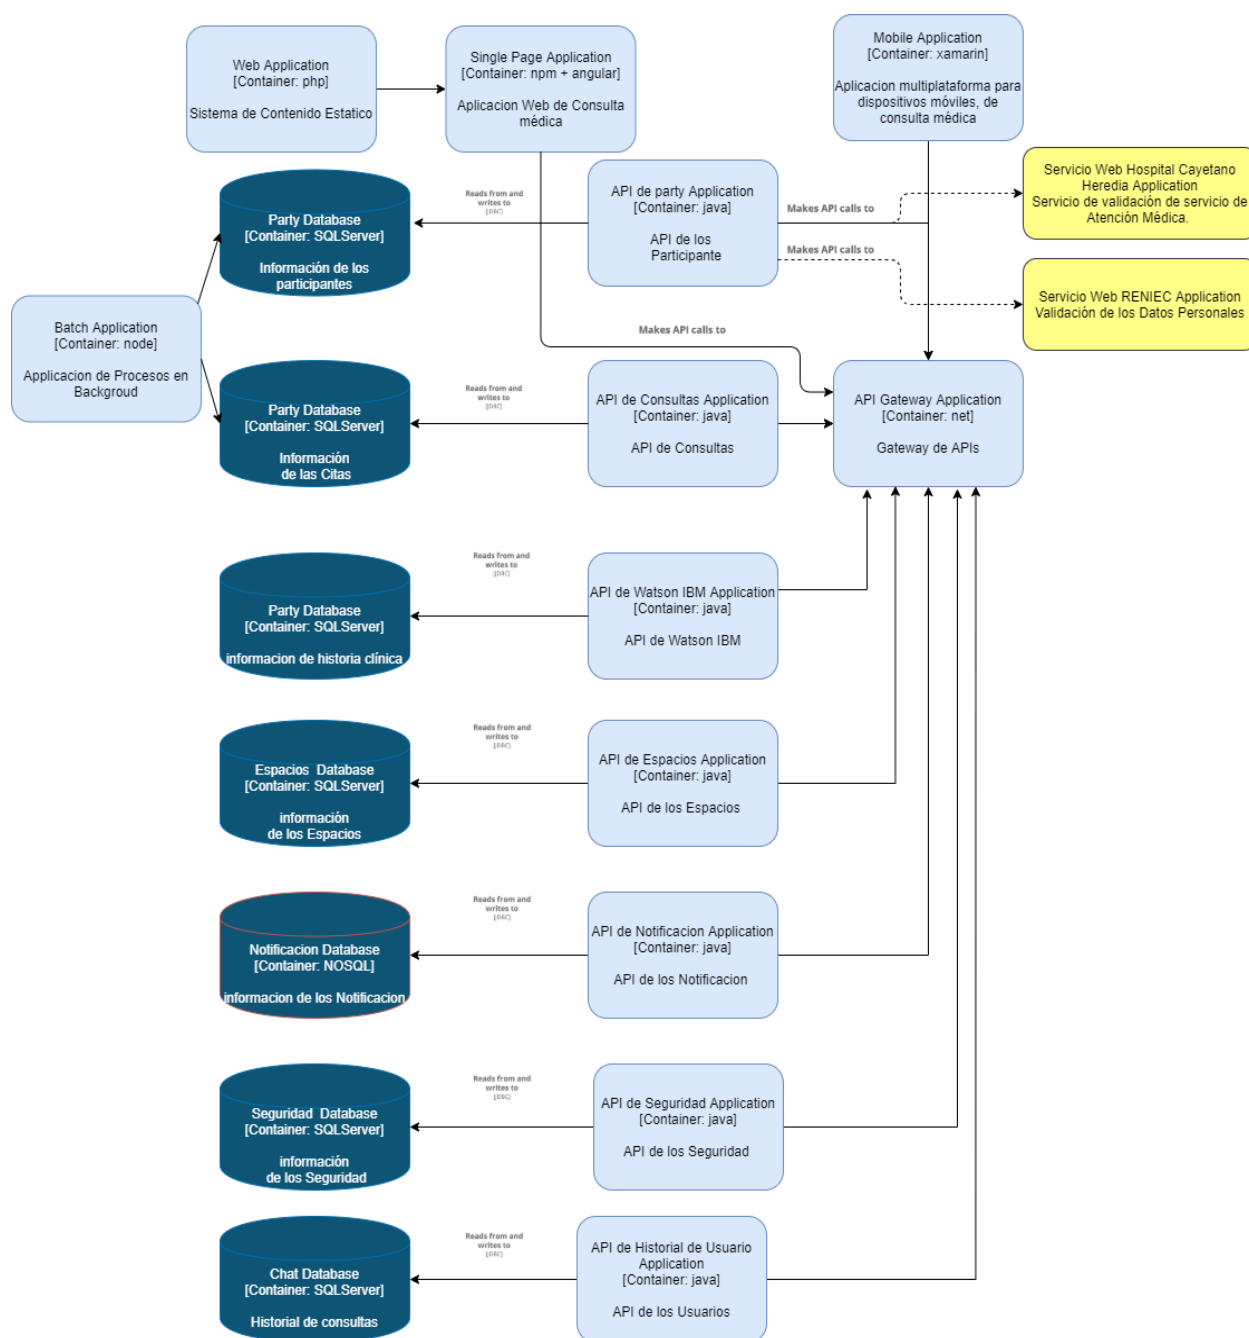 Web Application
[Container: php]
Sistema de Contenido Estatico
Single Page Application
[Container: npm + angular]
Aplicacion Web de Consulta
médica
Mobile Application
[Container: xamarin]
Aplicacion multiplataforma para
dispositivos móviles, de
consulta médica
Party Database
[Container: SQLServer]
Información de los
participantes
Reads from and
writes to
[JDBC]
API de party Application
[Container: java]
API de los
Participante
Makes API calls to
Makes API calls to
Servicio Web Hospital Cayetano
Heredia Application
Servicio de validación de servicio de
Atención Médica.
Servicio Web RENIEC Application
Validación de los Datos Personales
Batch Application
[Container: node]
Applicacion de Procesos en
Backgroud
Makes API calls to
Party Database
[Container: SQLServer]
Información
de las Citas
Reads from and
writes to
[JDBC]
API de Consultas Application
[Container: java]
API de Consultas
API Gateway Application
[Container: net]
Gateway de APIs
Party Database
[Container: SQLServer]
informacion de historia clínica
Reads from and
writes to
[JDBC]
API de Watson IBM Application
[Container: java]
API de Watson IBM
Espacios Database
[Container: SQLServer]
información
de los Espacios
Reads from and
writes to
[JDBC]
API de Espacios Application
[Container: java]
API de los Espacios
Notificacion Database
[Container: NOSQL]
informacion de los Notificacion
Reads from and
writes to
[JDBC]
API de Notificacion Application
[Container: java]
API de los Notificacion
Seguridad Database
[Container: SQLServer]
información
de los Seguridad
Reads from and
writes to
[JDBC]
API de Seguridad Application
[Container: java]
API de los Seguridad
Chat Database
[Container: SQLServer]
Historial de consultas
Reads from and
writes to
[JDBC]
API de Historial de Usuario
Application
[Container: java]
API de los Usuarios